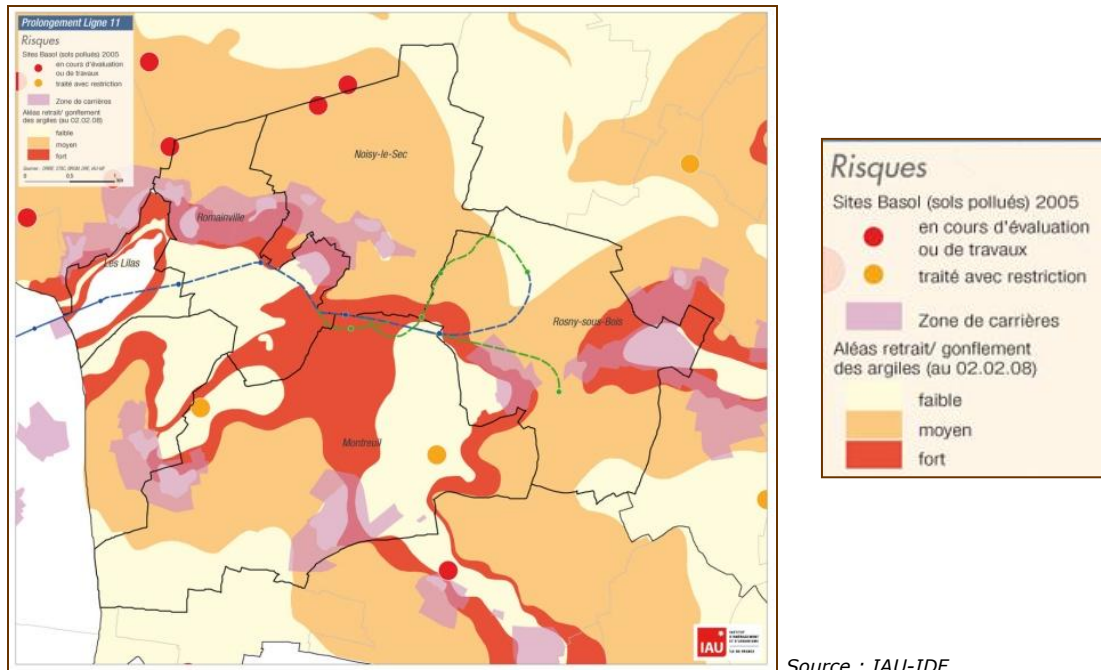 Prolongement Ligne 11
Risques
Sites Basol (sols pollués) 2005
en cours d'évaluation
ou de travaux
traité avec restriction
Zone de carrières
Aléas retrait/ gonflement
des argiles (au 02.02.08)
faible
moyen
fort
0 0.5 1
Noisy-le-Sec
Romainville
Les Lilas
Rosny-sous-Bois
Montreuil
IAU
Risques
Sites Basol (sols pollués) 2005
en cours d'évaluation
ou de travaux
traité avec restriction
Zone de carrières
Aléas retrait/ gonflement
des argiles (au 02.02.08)
faible
moyen
fort
Source : IAU-IDF